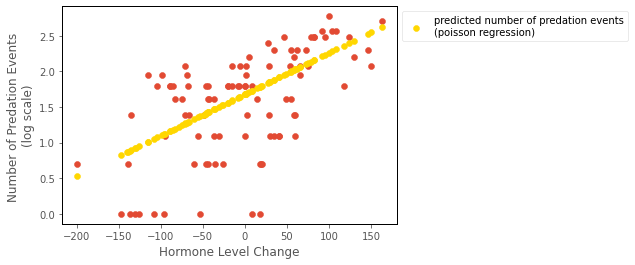 predicted number of predation events
(poisson regression)
Number of Predation Events
(log scale)
2.5
2.0
1.5
1.0
0.5
0.0
−200
−150
−100
−50
0
50
100
150
Hormone Level Change